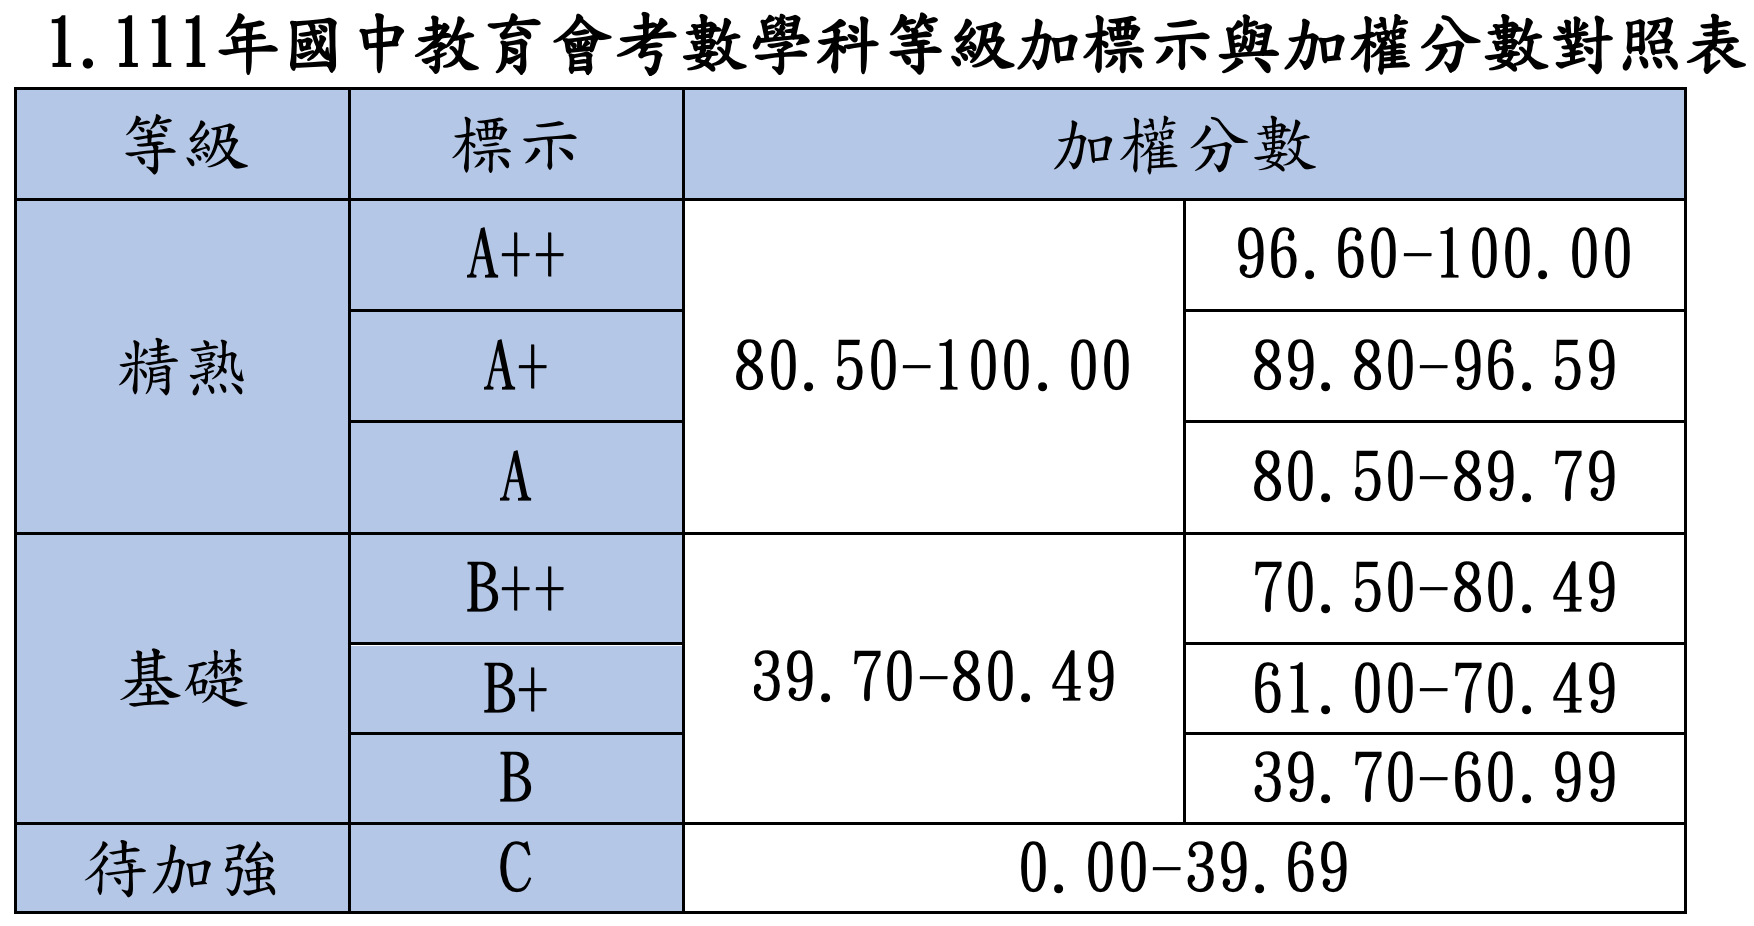 1.111年國中教育會考數學科等級加標示與加權分數對照表
等級 標示 加權分數
精熟 A++ 80.50-100.00 96.60-100.00
A+ 89.80-96.59
A 80.50-89.79
基礎 B++ 39.70-80.49 70.50-80.49
B+ 61.00-70.49
B 39.70-60.99
待加強 C 0.00-39.69